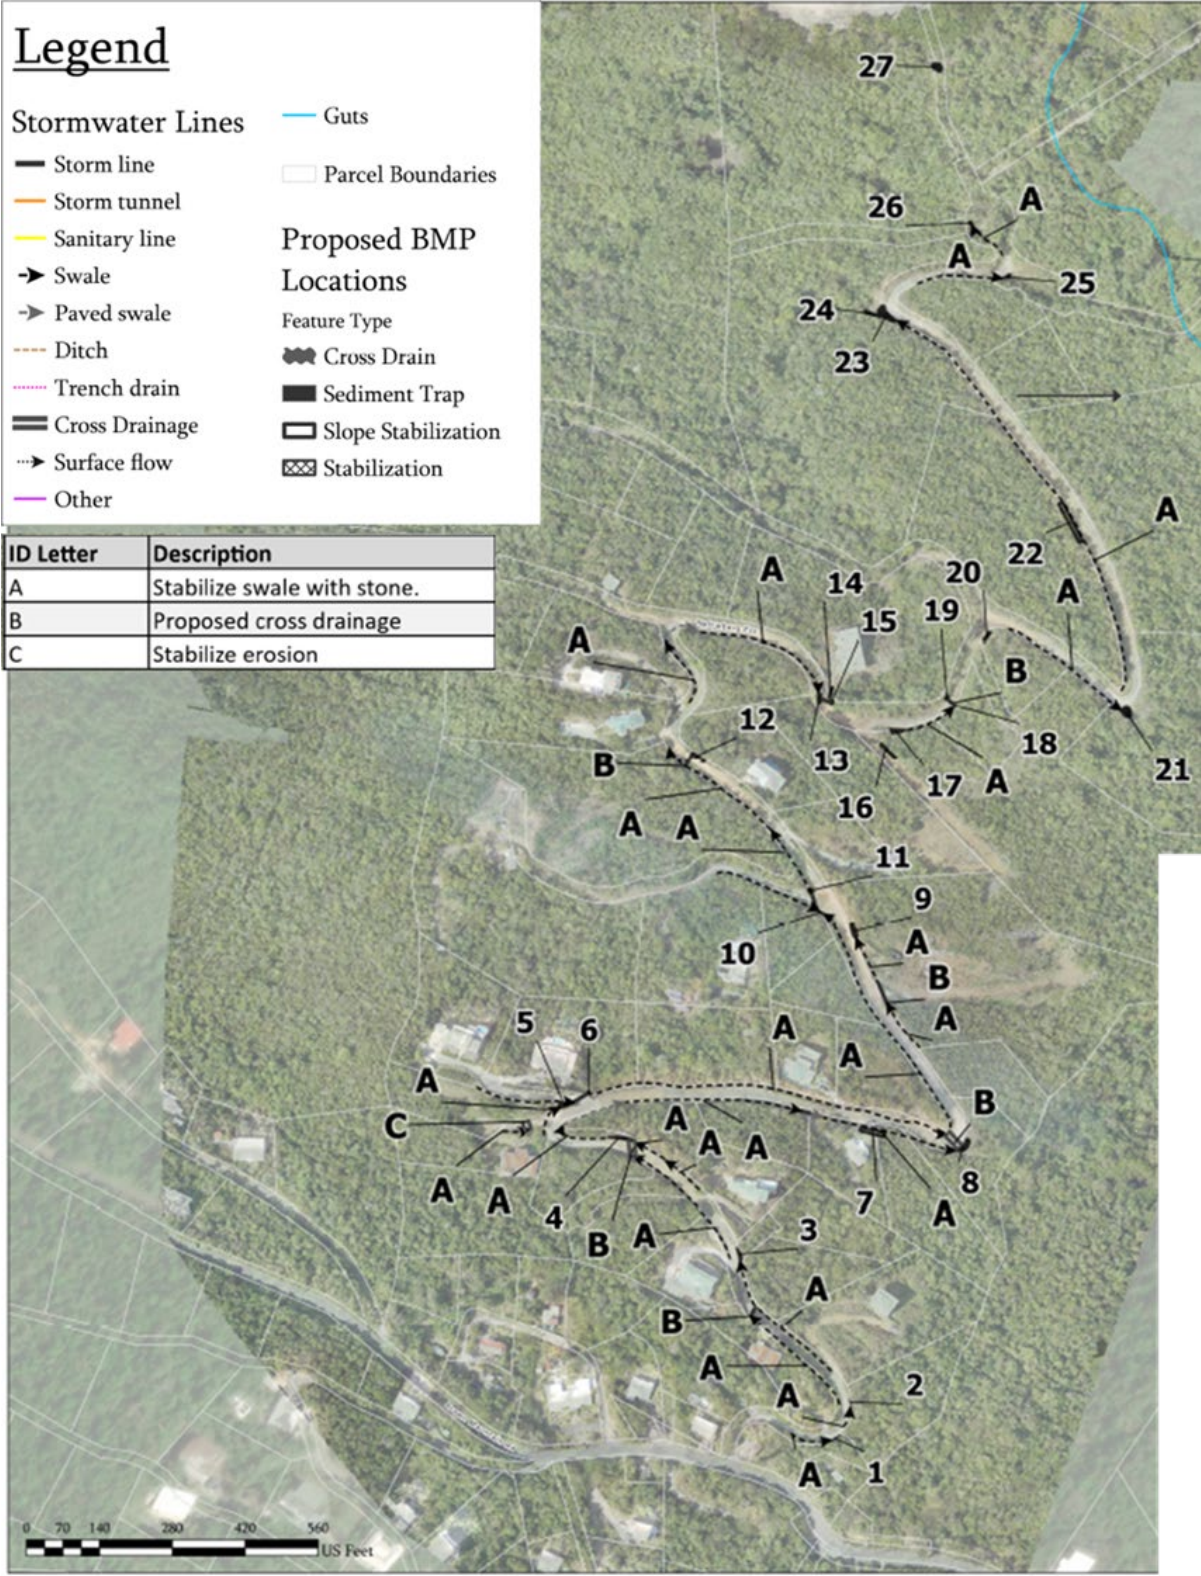 Legend
Stormwater Lines
Storm line
Storm tunnel
Sanitary line
Swale
Paved swale
Ditch
Trench drain
Cross Drainage
Surface flow
Other
Guts
Parcel Boundaries
Proposed BMP
Locations
Feature Type
Cross Drain
Sediment Trap
Slope Stabilization
Stabilization
ID Letter Description
A Stabilize swale with stone.
B Proposed cross drainage
C Stabilize erosion
27
26 A
A 25
24
23
A
22
20 A
A 14 19
15
A
B
12 18
B 13 17 A 21
16
A A
11
9
10 A
B
5 6 A A
A
A
C B
A
A A
A A 8
4 7 A
B A 3
A
B
A 2
A
A 1
0 70 140 280 420 560
US Feet